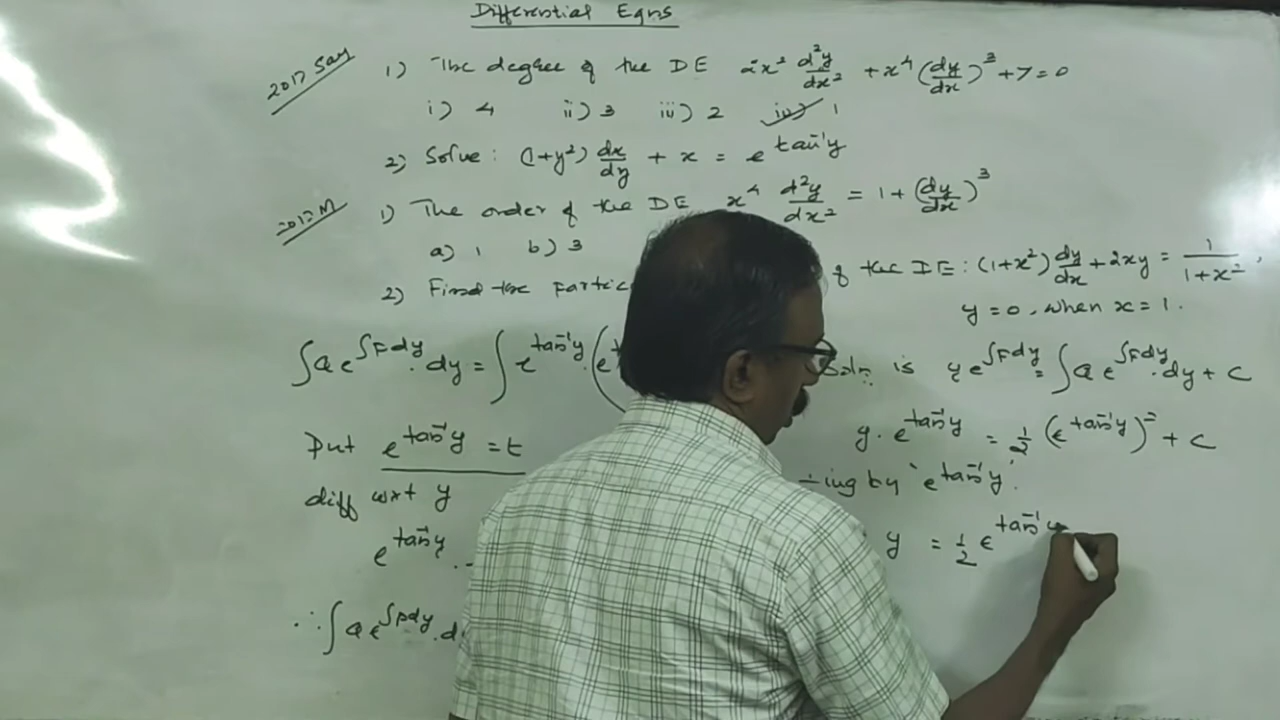 Differential Eqns
2017 Say 1) The degree of the DE 2x² d²y/dx² + x⁴ (dy/dx)³ + 7 = 0
i) 4 ii) 3 iii) 2 iv) 1
2) Solve : (1+y²) dx/dy + x = e^tan⁻¹y
2017 M 1) The order of the DE x⁴ d²y/dx² = 1 + (dy/dx)³
a) 1 b) 3
2) Find the of the DE : (1+x²) dy/dx + 2xy = 1/(1+x²),
y = 0, when x = 1.
∫Q e^∫Pdy . dy = ∫ e^tan⁻¹y . (e
Soln is y e^∫Pdy = ∫Q e^∫Pdy . dy + C
Put e^tan⁻¹y = t
y . e^tan⁻¹y = 1/2 (e^tan⁻¹y)² + C
diff wrt y
÷ing by 'e^tan⁻¹y'.
e^tan⁻¹y .
y = 1/2 e^tan⁻¹y
∴ ∫Q e^∫Pdy . d